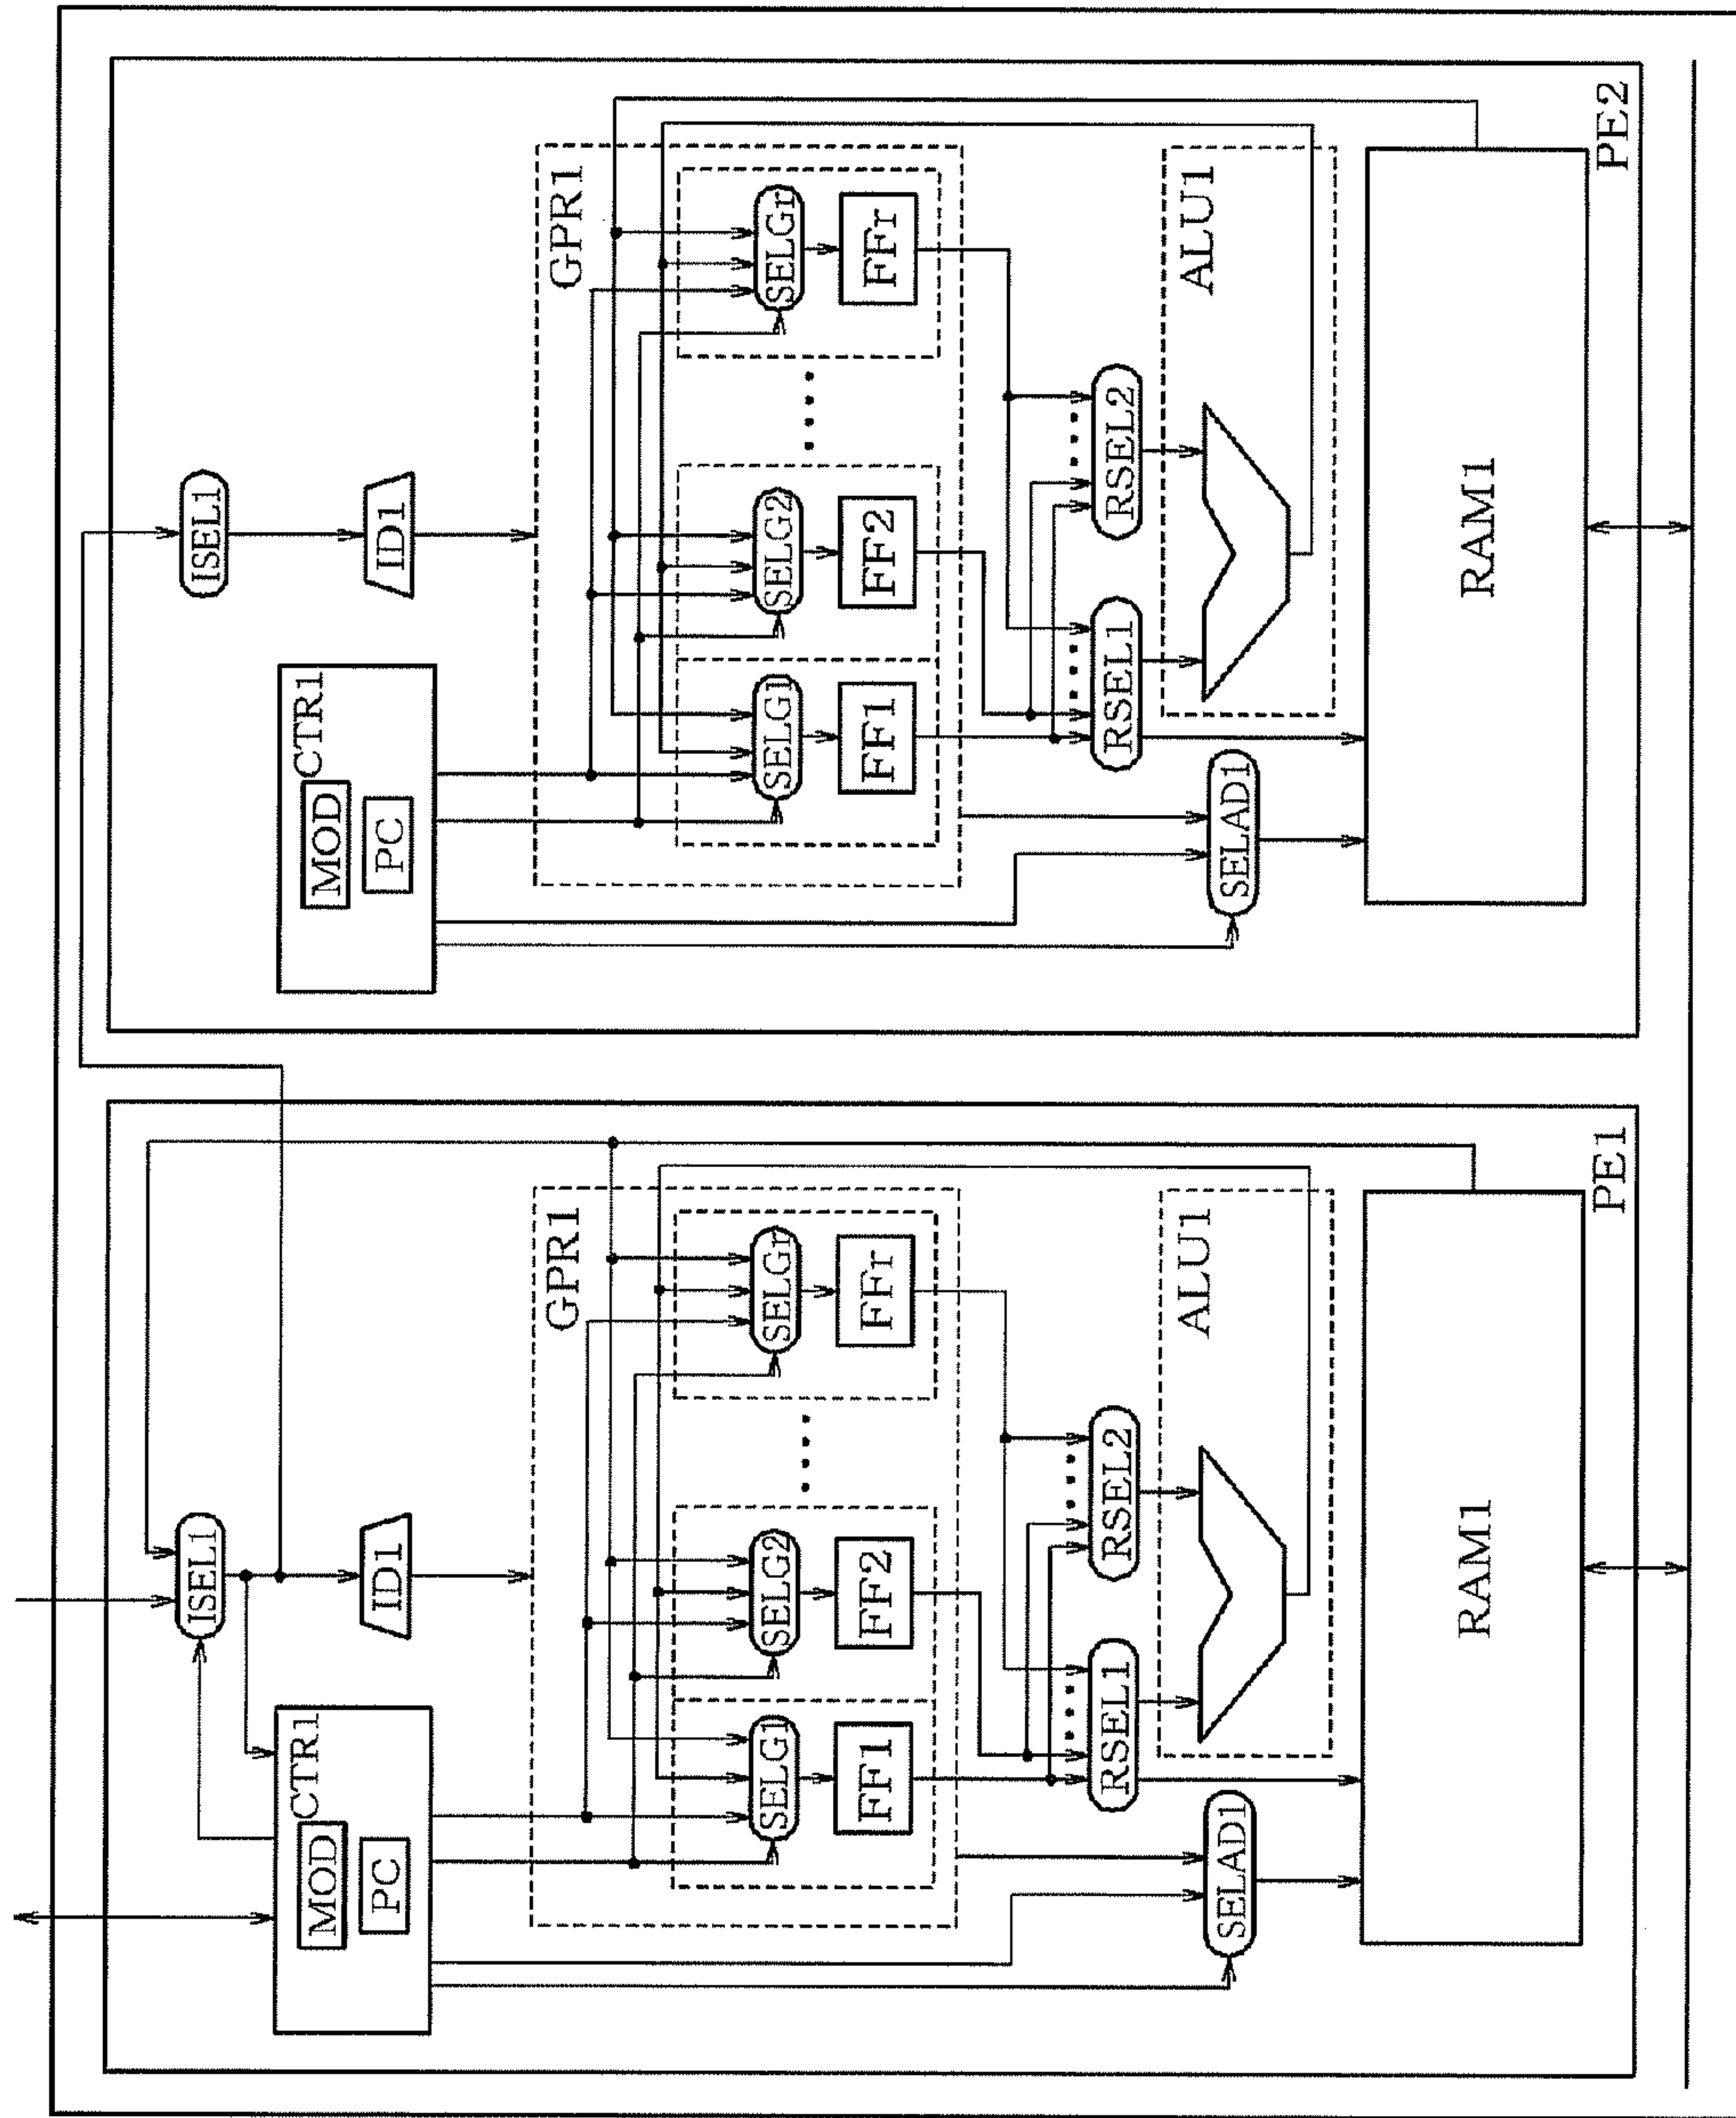 PE1
CTR1
MOD
PC
ISEL1
ID1
GPR1
SELG1
SELG2
SELGr
FF1
FF2
FFr
RSEL1
RSEL2
SELAD1
ALU1
RAM1
PE2
CTR1
MOD
PC
ISEL1
ID1
GPR1
SELG1
SELG2
SELGr
FF1
FF2
FFr
RSEL1
RSEL2
SELAD1
ALU1
RAM1